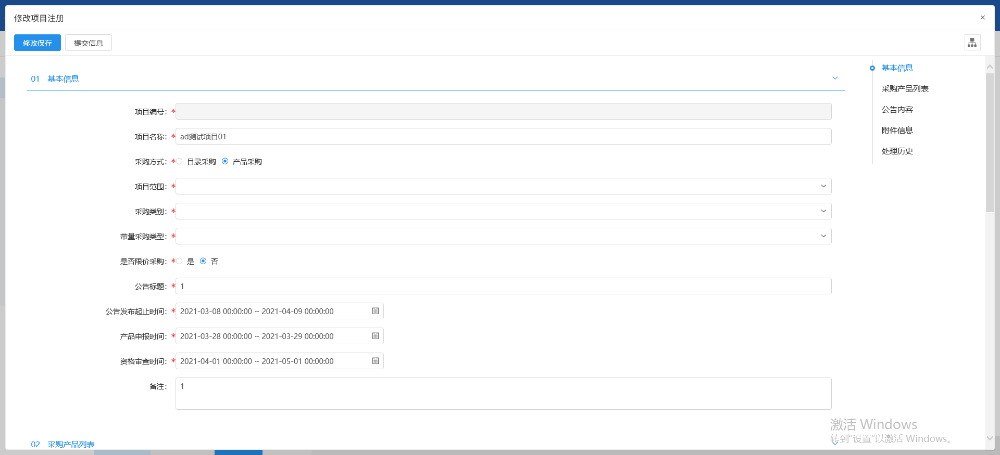 修改项目注册
×
修改保存 提交信息
01 基本信息
项目编号：*
项目名称：* ad测试项目01
采购方式：* 目录采购 产品采购
项目范围：*
采购类别：*
带量采购类型：*
是否限价采购：* 是 否
公告标题：* 1
公告发布起止时间：* 2021-03-08 00:00:00 ~ 2021-04-09 00:00:00
产品申报时间：* 2021-03-28 00:00:00 ~ 2021-03-29 00:00:00
资格审查时间：* 2021-04-01 00:00:00 ~ 2021-05-01 00:00:00
备注： 1
02 采购产品列表
基本信息
采购产品列表
公告内容
附件信息
处理历史
激活 Windows
转到"设置"以激活 Windows。